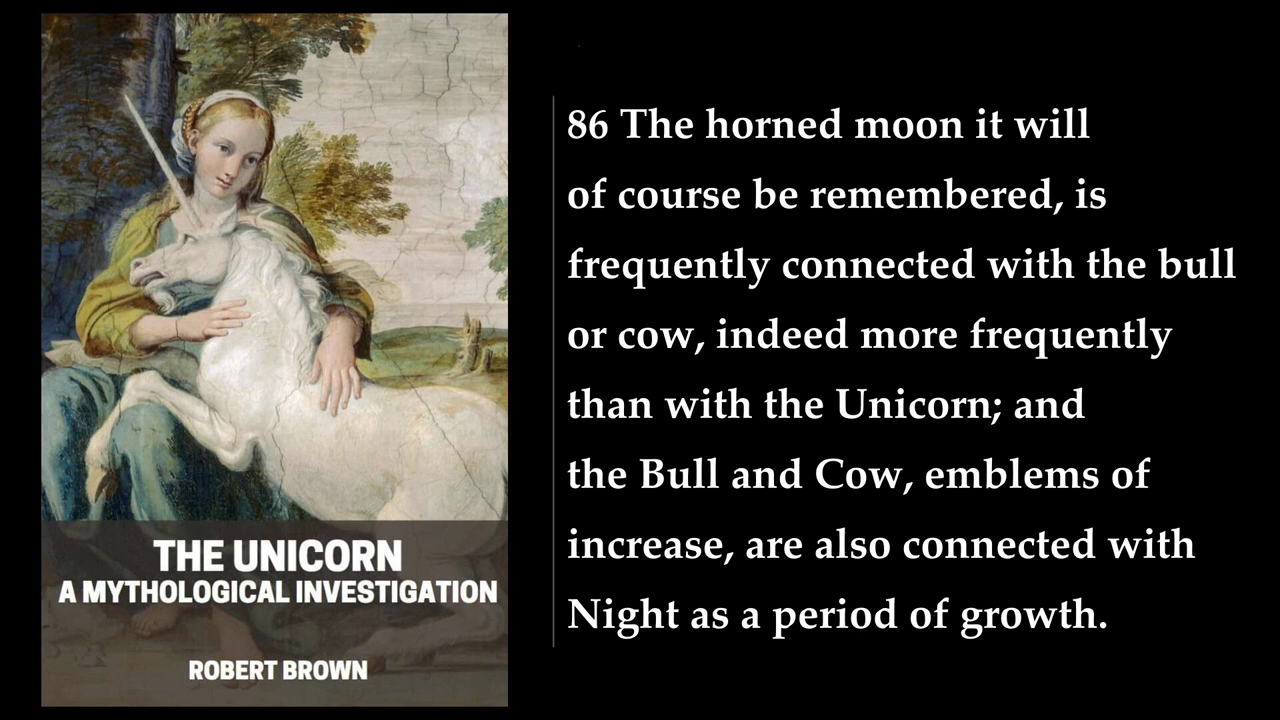 THE UNICORN
A MYTHOLOGICAL INVESTIGATION
ROBERT BROWN
86 The horned moon it will
of course be remembered, is
frequently connected with the bull
or cow, indeed more frequently
than with the Unicorn; and
the Bull and Cow, emblems of
increase, are also connected with
Night as a period of growth.